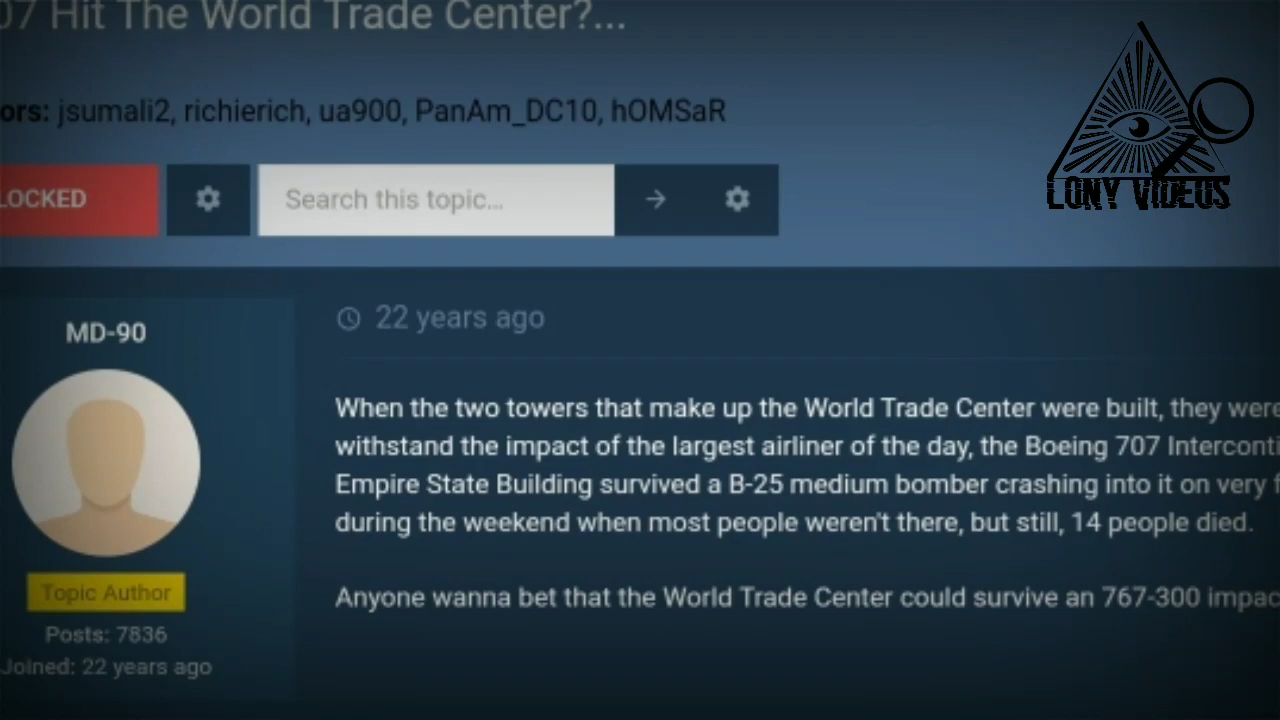 07 Hit The World Trade Center?...
ors: jsumali2, richierich, ua900, PanAm_DC10, hOMSaR
LOCKED
Search this topic...
LONY VIDEOS
MD-90
22 years ago
When the two towers that make up the World Trade Center were built, they were
withstand the impact of the largest airliner of the day, the Boeing 707 Interconti
Empire State Building survived a B-25 medium bomber crashing into it on very f
during the weekend when most people weren't there, but still, 14 people died.
Topic Author
Anyone wanna bet that the World Trade Center could survive an 767-300 impac
Posts: 7836
Joined: 22 years ago